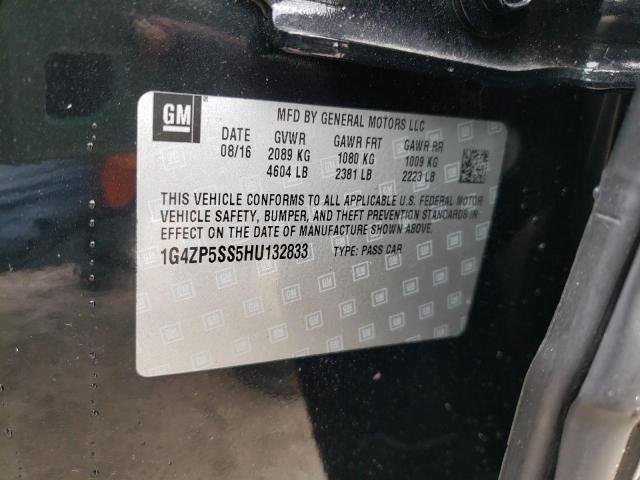 GM ®
MFD BY GENERAL MOTORS LLC
DATE GVWR GAWR FRT GAWR RR
08/16 2089 KG 1080 KG 1009 KG
4604 LB 2381 LB 2223 LB
THIS VEHICLE CONFORMS TO ALL APPLICABLE U.S. FEDERAL MOTOR
VEHICLE SAFETY, BUMPER, AND THEFT PREVENTION STANDARDS IN
EFFECT ON THE DATE OF MANUFACTURE SHOWN ABOVE.
1G4ZP5SS5HU132833 TYPE: PASS CAR